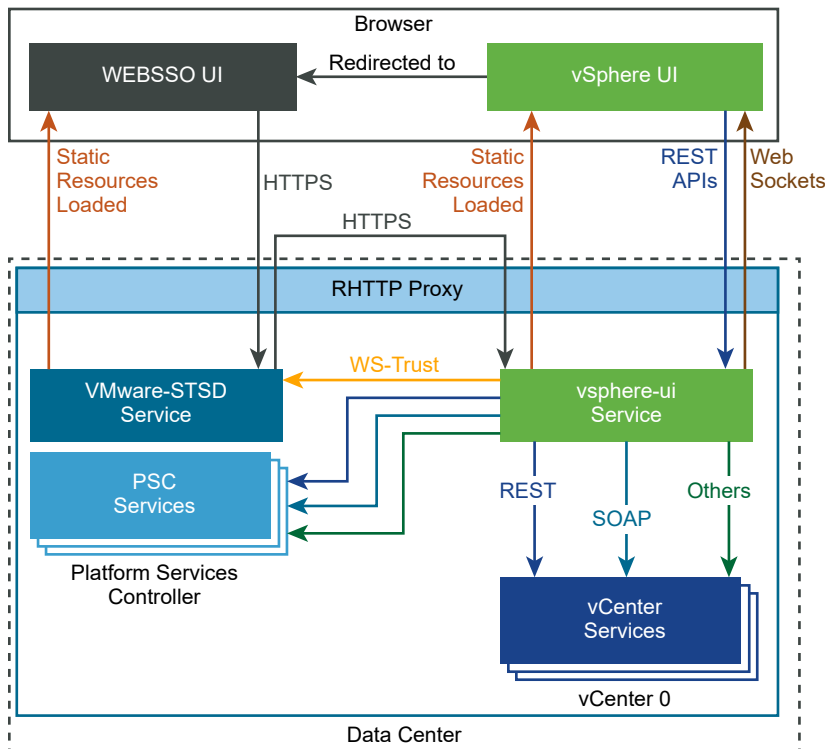 Browser
WEBSSO UI
Redirected to
vSphere UI
Static
Resources
Loaded
HTTPS
Static
Resources
Loaded
REST
APIs
Web
Sockets
HTTPS
RHTTP Proxy
VMware-STSD
Service
WS-Trust
vsphere-ui
Service
PSC
Services
Platform Services
Controller
REST
SOAP
Others
vCenter
Services
vCenter 0
Data Center